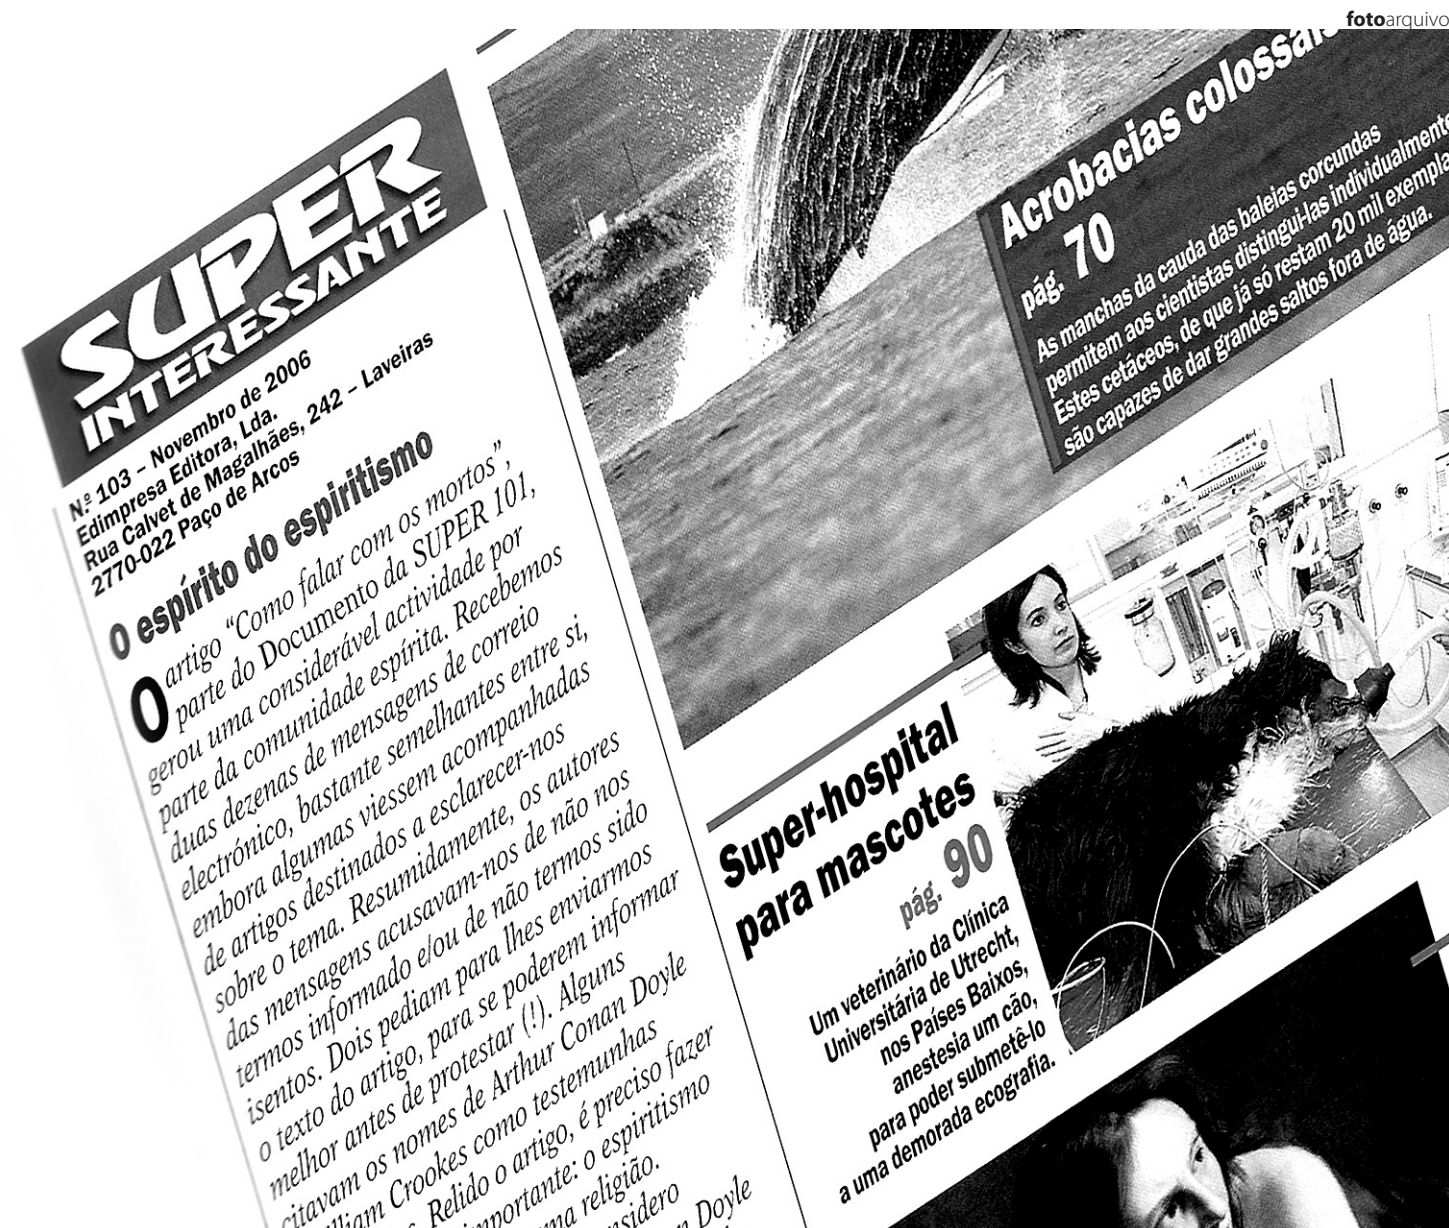 fotoarquivo
SUPER
INTERESSANTE
N.º 103 – Novembro de 2006
Edimpresa Editora, Lda.
Rua Calvet de Magalhães, 242 – Laveiras
2770-022 Paço de Arcos
O espírito do espiritismo
O artigo “Como falar com os mortos”,
parte do Documento da SUPER 101,
gerou uma considerável actividade por
parte da comunidade espírita. Recebemos
duas dezenas de mensagens de correio
electrónico, bastante semelhantes entre si,
embora algumas viessem acompanhadas
de artigos destinados a esclarecer-nos
sobre o tema. Resumidamente, os autores
das mensagens acusavam-nos de não nos
termos informado e/ou de não termos sido
isentos. Dois pediam para lhes enviarmos
o texto do artigo, para se poderem informar
melhor antes de protestar (!). Alguns
citavam os nomes de Arthur Conan Doyle
Crookes como testemunhas
Relido o artigo, é preciso fazer
o espiritismo
religião.
Doyle
Acrobacias colossais
pág. 70
As manchas da cauda das baleias corcundas
permitem aos cientistas distingui-las individualmente
Estes cetáceos, de que já só restam 20 mil
são capazes de dar grandes saltos fora de água.
Super-hospital
para mascotes
pág. 90
Um veterinário da Clínica
Universitária de Utrecht,
nos Países Baixos,
anestesia um cão,
para poder submetê-lo
a uma demorada ecografia.